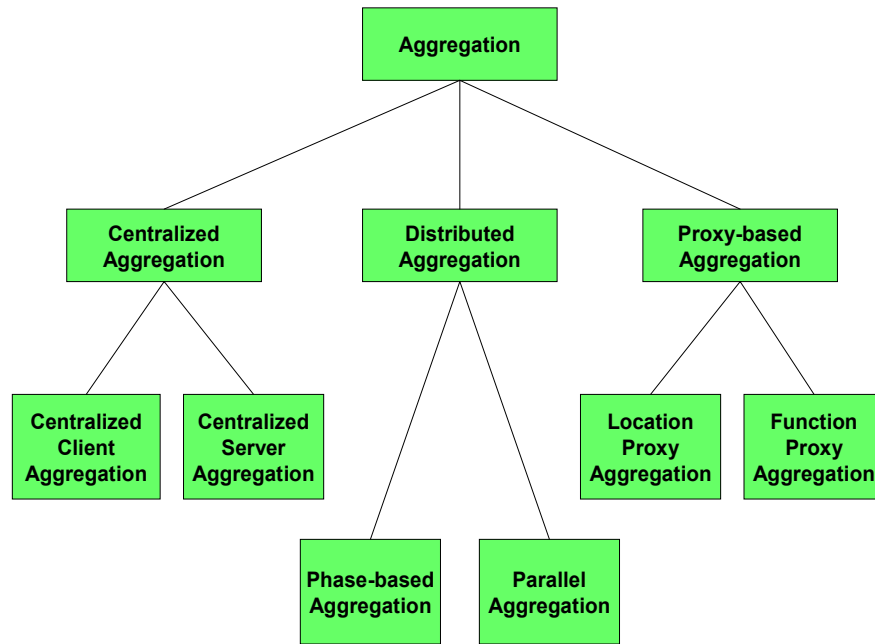 Aggregation
Centralized
Aggregation
Distributed
Aggregation
Proxy-based
Aggregation
Centralized
Client
Aggregation
Centralized
Server
Aggregation
Location
Proxy
Aggregation
Function
Proxy
Aggregation
Phase-based
Aggregation
Parallel
Aggregation